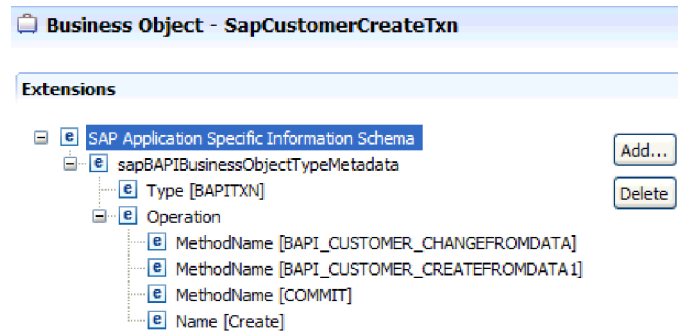 Business Object - SapCustomerCreateTxn
Extensions
SAP Application Specific Information Schema
Add...
sapBAPIBusinessObjectTypeMetadata
Type [BAPITXN]
Delete
Operation
MethodName [BAPI_CUSTOMER_CHANGEFROMDATA]
MethodName [BAPI_CUSTOMER_CREATEFROMDATA1]
MethodName [COMMIT]
Name [Create]